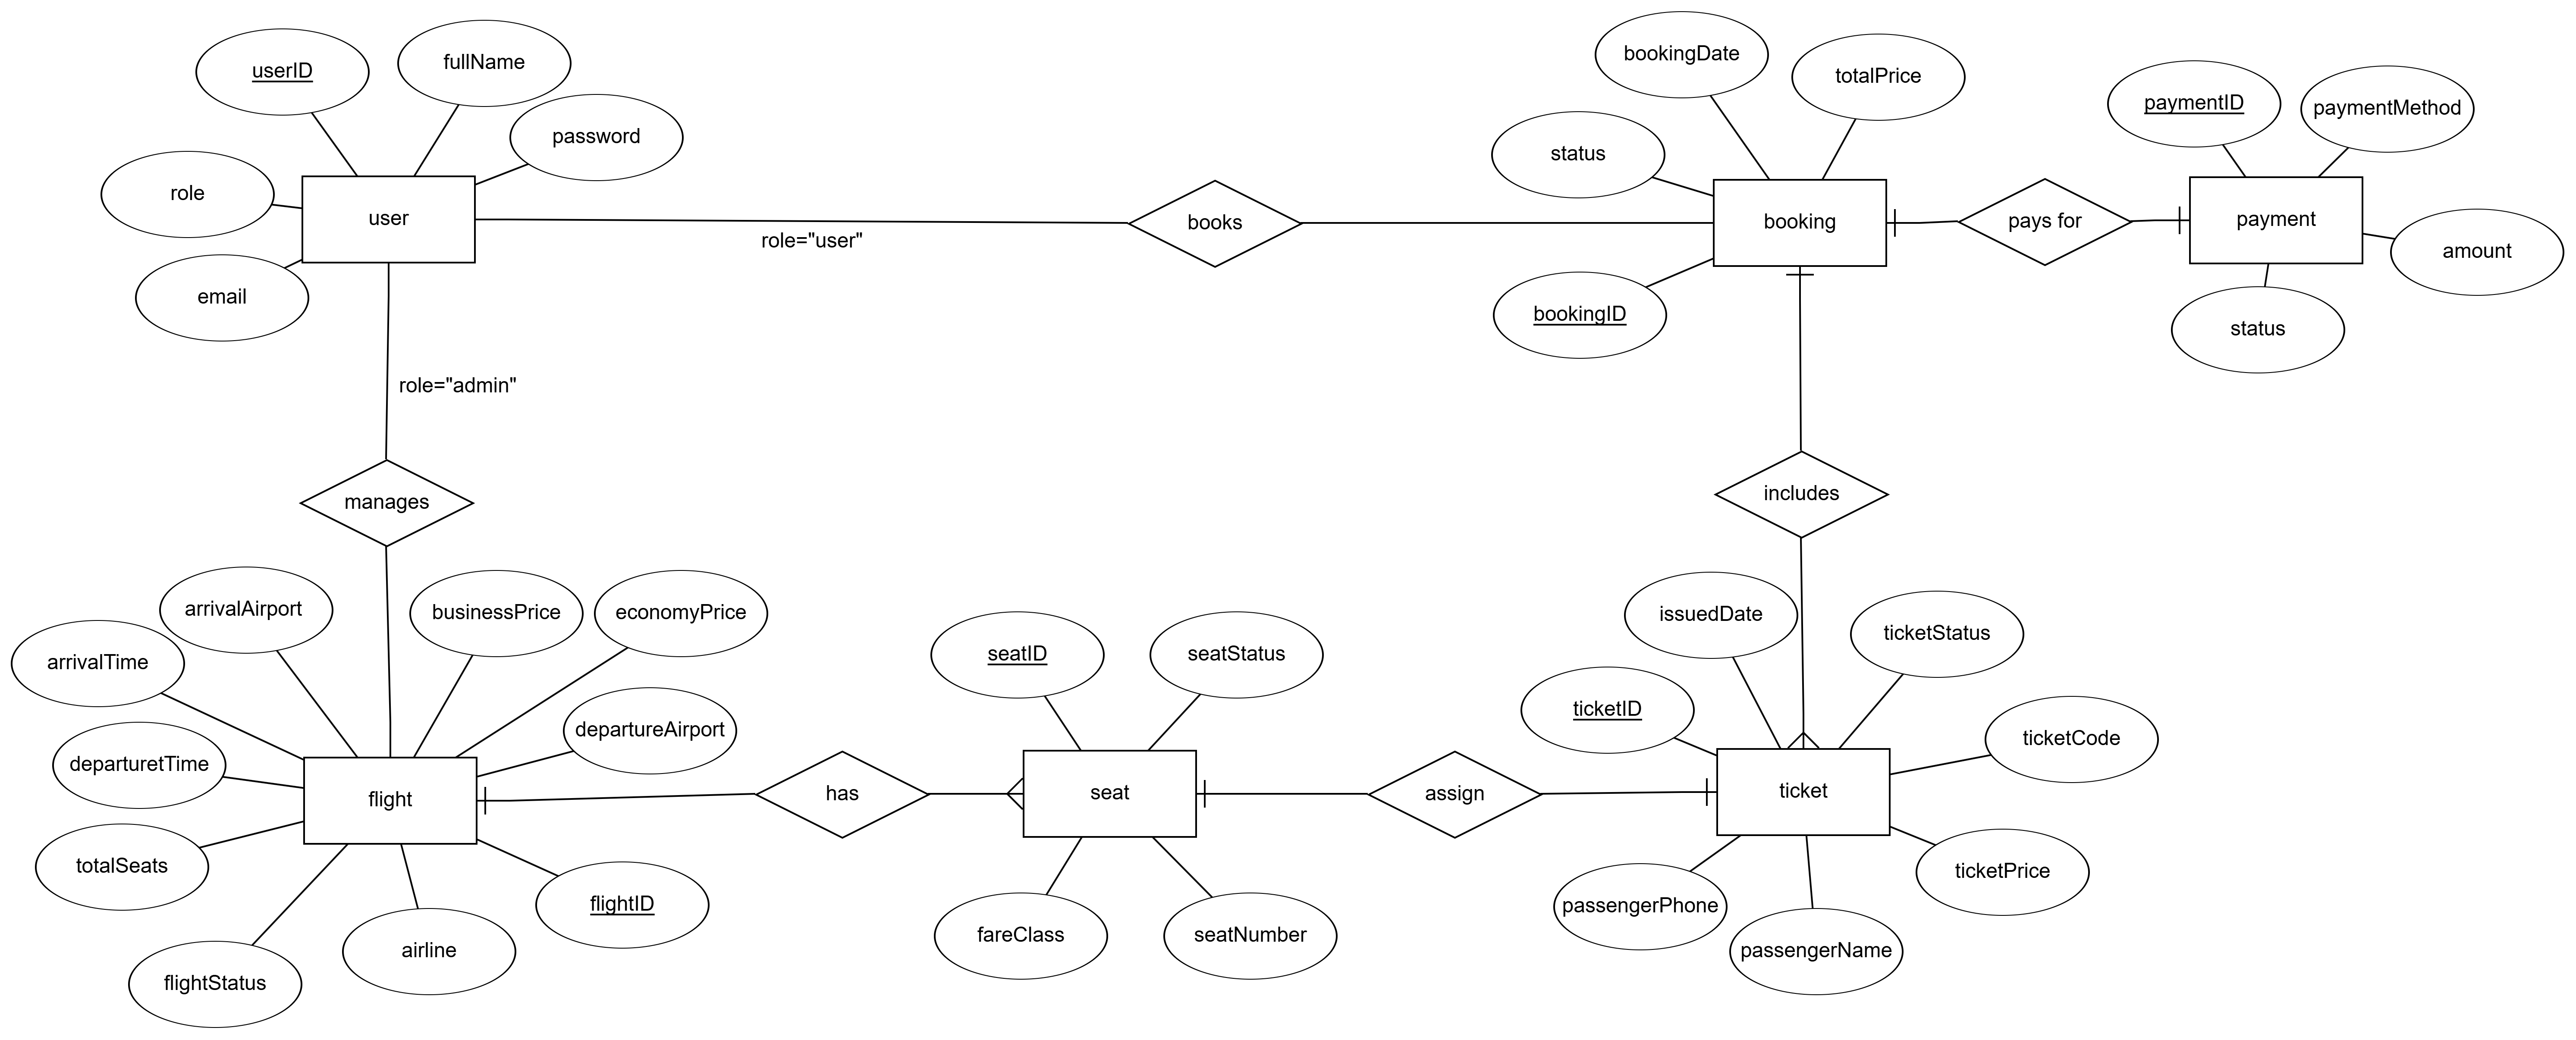 userID
fullName
password
role
user
email
role="user"
books
bookingDate
totalPrice
status
booking
bookingID
pays for
paymentID
paymentMethod
payment
amount
status
role="admin"
manages
includes
arrivalAirport
businessPrice
economyPrice
arrivalTime
departureAirport
departuretTime
flight
totalSeats
flightID
airline
flightStatus
has
seatID
seatStatus
seat
fareClass
seatNumber
assign
issuedDate
ticketStatus
ticketID
ticketCode
ticket
ticketPrice
passengerPhone
passengerName